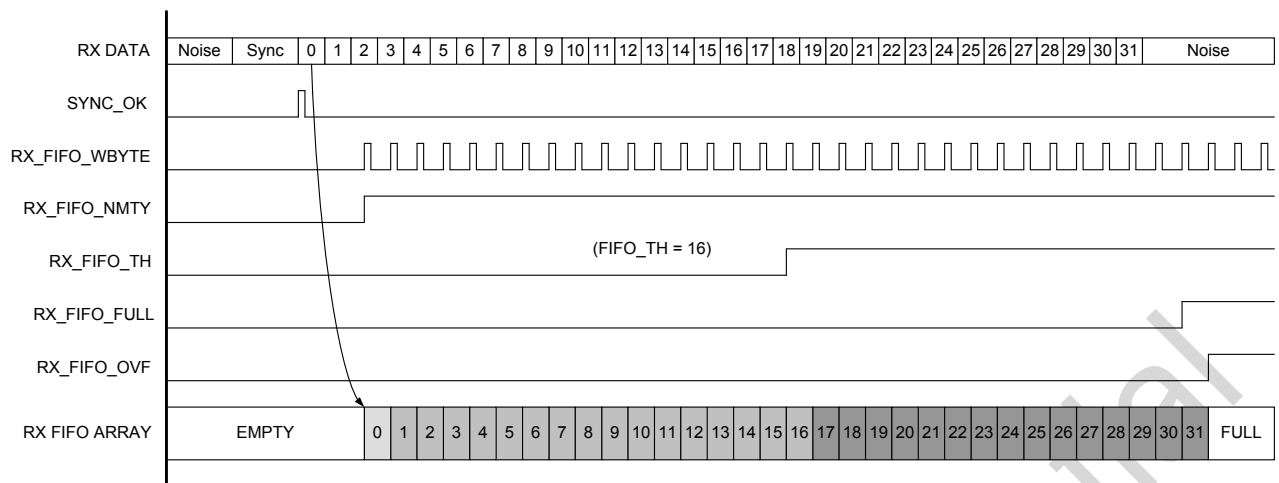 RX DATA Noise Sync 0 1 2 3 4 5 6 7 8 9 10 11 12 13 14 15 16 17 18 19 20 21 22 23 24 25 26 27 28 29 30 31 Noise
SYNC_OK
RX_FIFO_WBYTE
RX_FIFO_NMTY
RX_FIFO_TH (FIFO_TH = 16)
RX_FIFO_FULL
RX_FIFO_OVF
RX FIFO ARRAY EMPTY 0 1 2 3 4 5 6 7 8 9 10 11 12 13 14 15 16 17 18 19 20 21 22 23 24 25 26 27 28 29 30 31 FULL